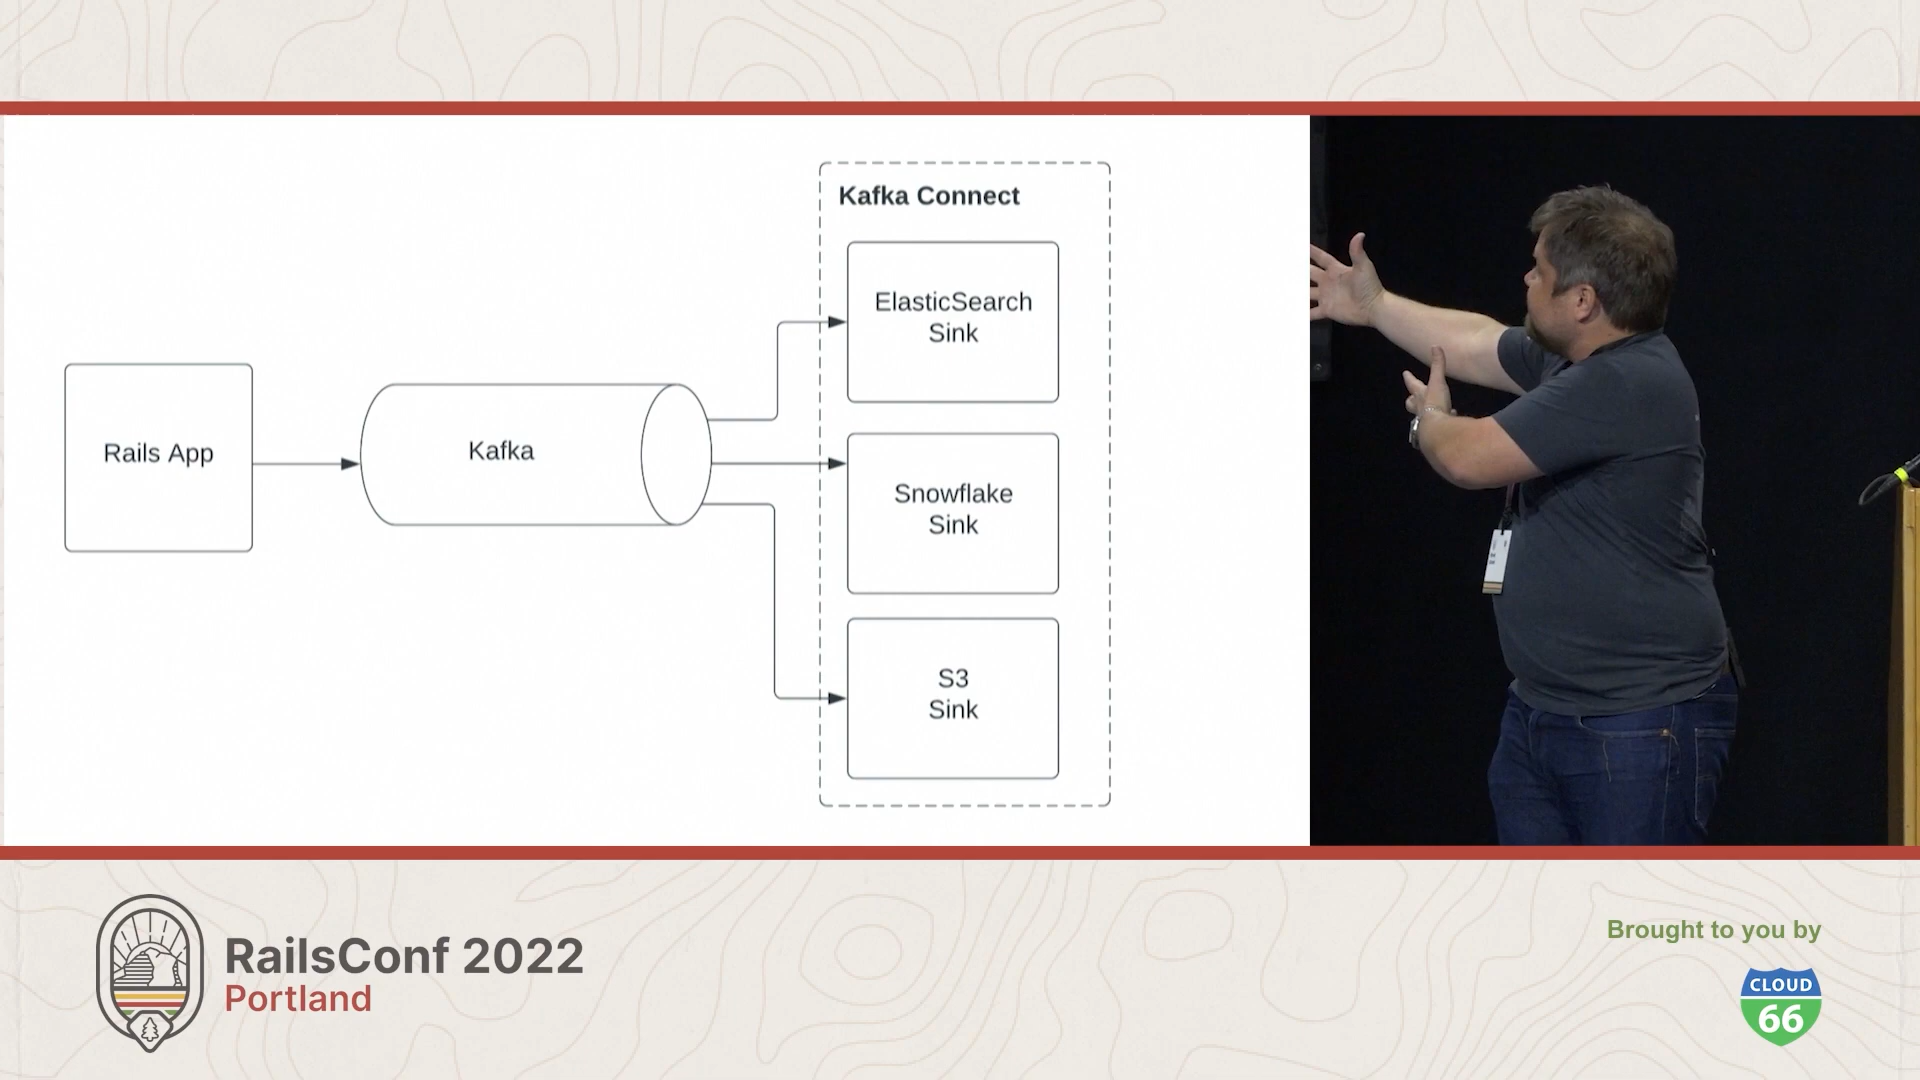 Kafka Connect
ElasticSearch
Sink
Rails App
Kafka
Snowflake
Sink
S3
Sink
RailsConf 2022
Portland
Brought to you by
CLOUD
66